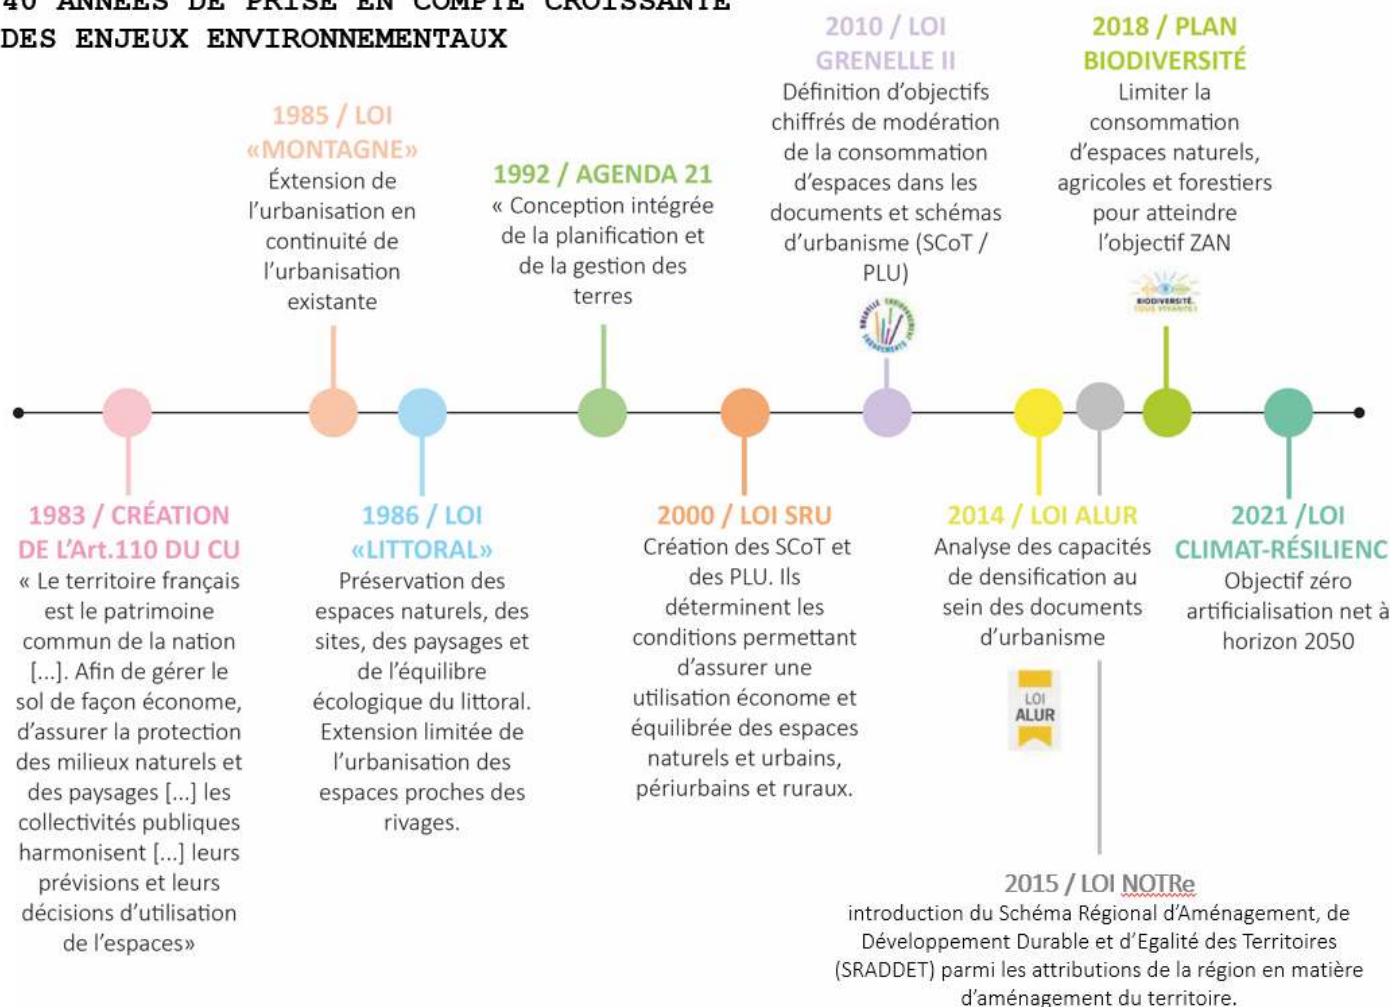 40 ANNÉES DE PRISE EN COMPTE CROISSANTE
DES ENJEUX ENVIRONNEMENTAUX
1985 / LOI
«MONTAGNE»
Éxtension de
l'urbanisation en
continuité de
l'urbanisation
existante
1992 / AGENDA 21
« Conception intégrée
de la planification et
de la gestion des
terres
2010 / LOI
GRENELLE II
Définition d'objectifs
chiffrés de modération
de la consommation
d'espaces dans les
documents et schémas
d'urbanisme (SCoT /
PLU)
2018 / PLAN
BIODIVERSITÉ
Limiter la
consommation
d'espaces naturels,
agricoles et forestiers
pour atteindre
l'objectif ZAN
BIODIVERSITÉ.
TOUS VIVANTS !
1983 / CRÉATION
DE L'Art.110 DU CU
« Le territoire français
est le patrimoine
commun de la nation
[...]. Afin de gérer le
sol de façon économe,
d'assurer la protection
des milieux naturels et
des paysages [...] les
collectivités publiques
harmonisent [...] leurs
prévisions et leurs
décisions d'utilisation
de l'espaces»
1986 / LOI
«LITTORAL»
Préservation des
espaces naturels, des
sites, des paysages et
de l'équilibre
écologique du littoral.
Extension limitée de
l'urbanisation des
espaces proches des
rivages.
2000 / LOI SRU
Création des SCoT et
des PLU. Ils
déterminent les
conditions permettant
d'assurer une
utilisation économe et
équilibrée des espaces
naturels et urbains,
périurbains et ruraux.
2014 / LOI ALUR
Analyse des capacités
de densification au
sein des documents
d'urbanisme
LOI
ALUR
2021 /LOI
CLIMAT-RÉSILIENC
Objectif zéro
artificialisation net à
horizon 2050
2015 / LOI NOTRe
introduction du Schéma Régional d'Aménagement, de
Développement Durable et d'Egalité des Territoires
(SRADDET) parmi les attributions de la région en matière
d'aménagement du territoire.